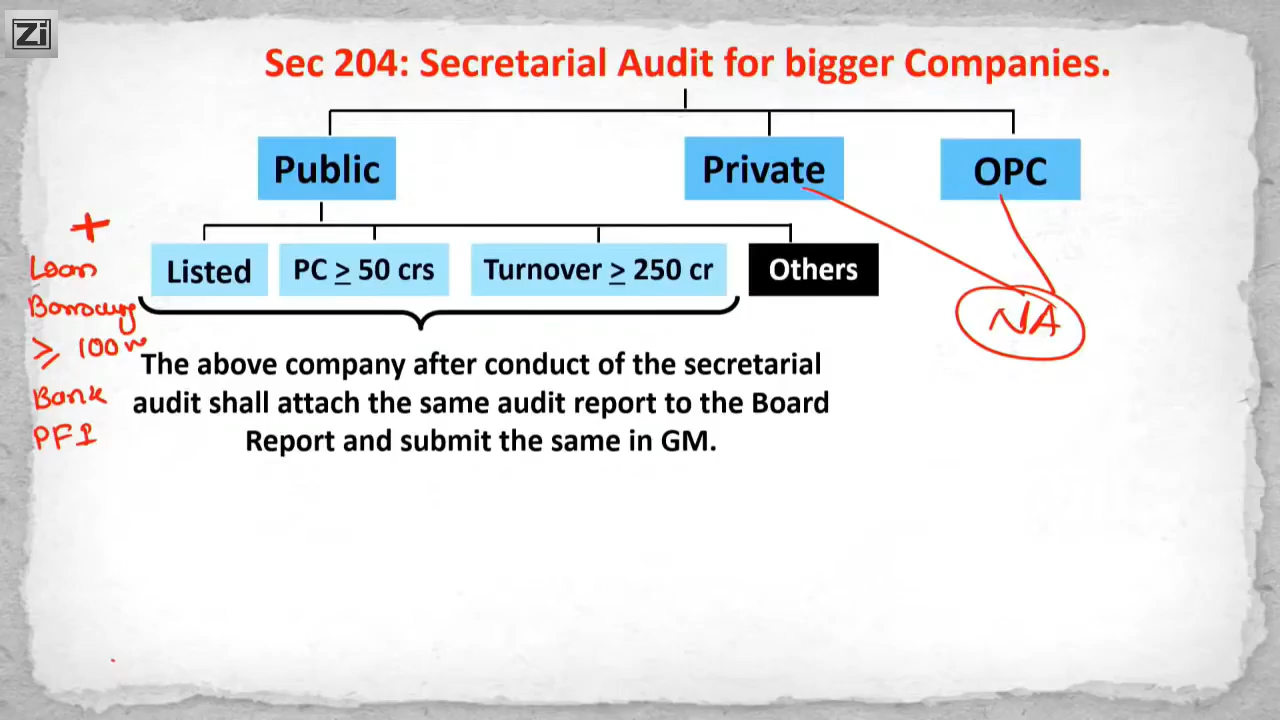 Zi
Sec 204: Secretarial Audit for bigger Companies.
Public
Private
OPC
Listed
PC ≥ 50 crs
Turnover ≥ 250 cr
Others
The above company after conduct of the secretarial
audit shall attach the same audit report to the Board
Report and submit the same in GM.
+
Loan
Borrowing
≥ 100
Bank
PFI
NA